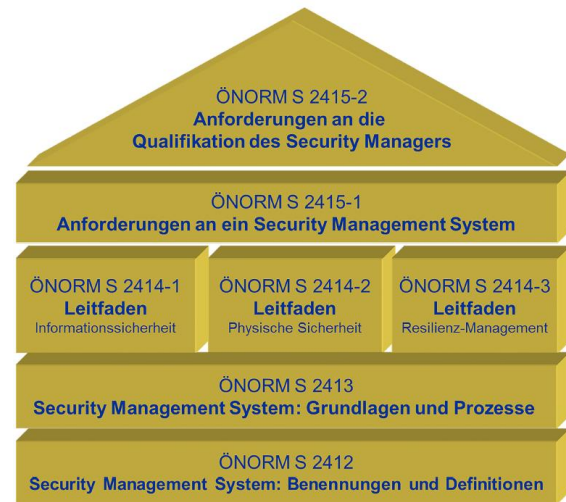 ÖNORM S 2415-2
Anforderungen an die
Qualifikation des Security Managers
ÖNORM S 2415-1
Anforderungen an ein Security Management System
ÖNORM S 2414-1
Leitfaden
Informationssicherheit
ÖNORM S 2414-2
Leitfaden
Physische Sicherheit
ÖNORM S 2414-3
Leitfaden
Resilienz-Management
ÖNORM S 2413
Security Management System: Grundlagen und Prozesse
ÖNORM S 2412
Security Management System: Benennungen und Definitionen